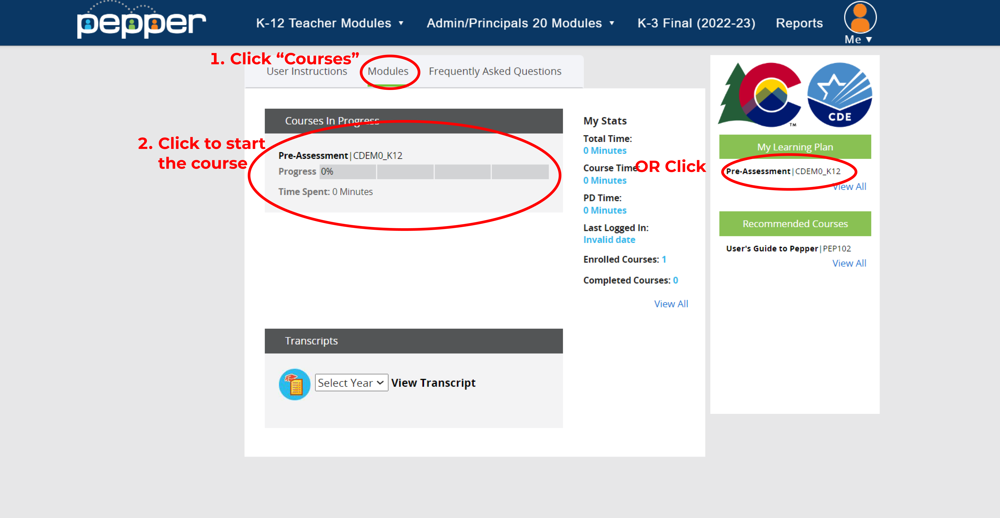 pepper
K-12 Teacher Modules ▾
Admin/Principals 20 Modules ▾
K-3 Final (2022-23)
Reports
Me ▼
1. Click “Courses”
User Instructions
Modules
Frequently Asked Questions
Courses In Progress
2. Click to start
the course
Pre-Assessment|CDEM0_K12
Progress 0%
Time Spent: 0 Minutes
My Stats
Total Time:
0 Minutes
Course Time:
0 Minutes
PD Time:
0 Minutes
Last Logged In:
Invalid date
Enrolled Courses: 1
Completed Courses: 0
View All
OR Click
TM
CDE
My Learning Plan
Pre-Assessment|CDEM0_K12
View All
Recommended Courses
User's Guide to Pepper|PEP102
View All
Transcripts
Select Year
View Transcript